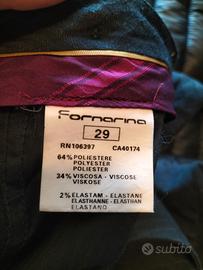 Fornarina
29
RN106397 CA40174
64% POLIESTERE
POLYESTER
POLIESTER
34% VISCOSA - VISCOSE
VISKOSE
2% ELASTAM - ELASTANE
ELASTHANNE - ELASTHAN
ELASTANO
subito